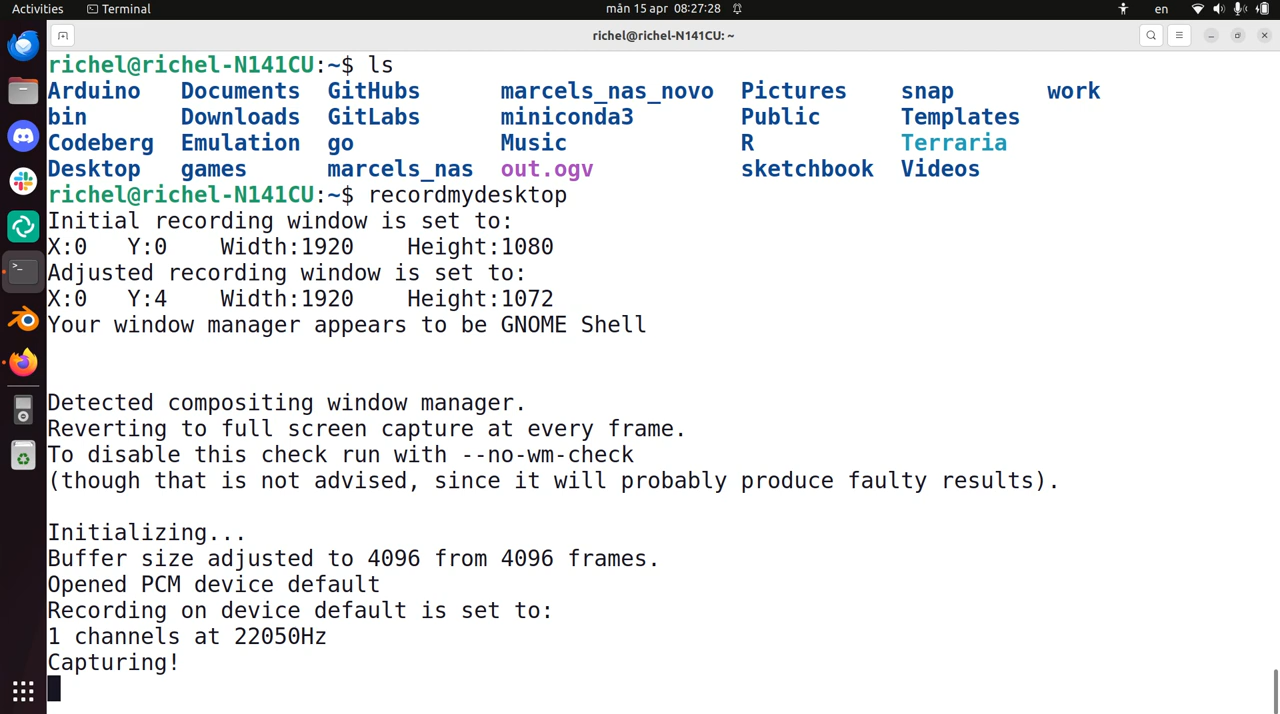 Activities Terminal mån 15 apr 08:27:28 en
richel@richel-N141CU: ~
richel@richel-N141CU:~$ ls
Arduino Documents GitHubs marcels_nas_novo Pictures snap work
bin Downloads GitLabs miniconda3 Public Templates
Codeberg Emulation go Music R Terraria
Desktop games marcels_nas out.ogv sketchbook Videos
richel@richel-N141CU:~$ recordmydesktop
Initial recording window is set to:
X:0 Y:0 Width:1920 Height:1080
Adjusted recording window is set to:
X:0 Y:4 Width:1920 Height:1072
Your window manager appears to be GNOME Shell
Detected compositing window manager.
Reverting to full screen capture at every frame.
To disable this check run with --no-wm-check
(though that is not advised, since it will probably produce faulty results).
Initializing...
Buffer size adjusted to 4096 from 4096 frames.
Opened PCM device default
Recording on device default is set to:
1 channels at 22050Hz
Capturing!